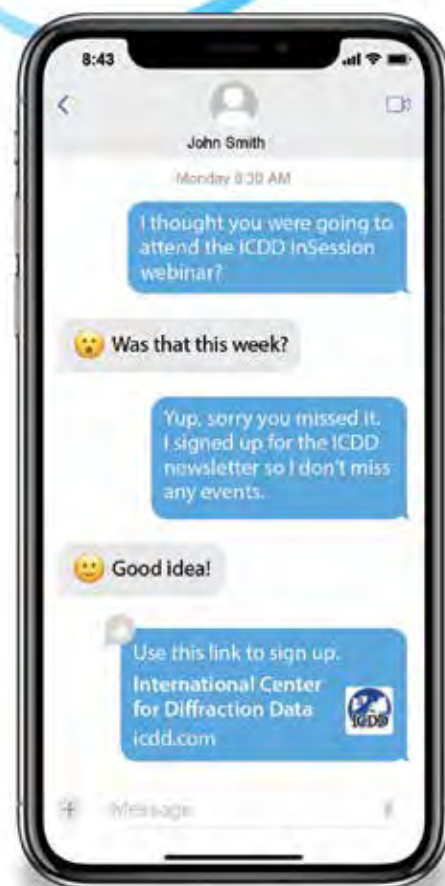 8:43
John Smith
Monday 8:30 AM
I thought you were going to
attend the ICDD inSession
webinar?
😮 Was that this week?
Yup, sorry you missed it.
I signed up for the ICDD
newsletter so I don't miss
any events.
🙂 Good idea!
Use this link to sign up.
International Center
for Diffraction Data
icdd.com
ICDD
Message